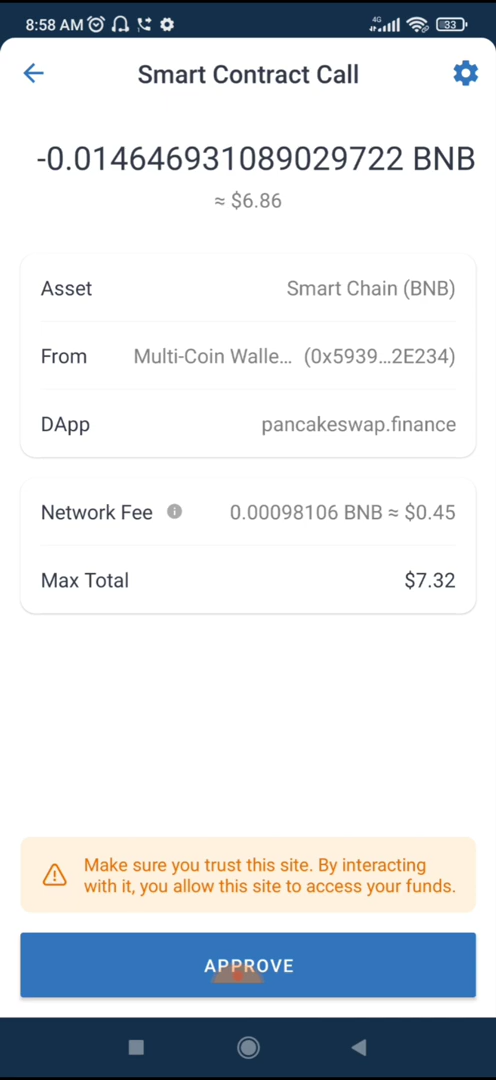 8:58 AM
4G
33
Smart Contract Call
-0.014646931089029722 BNB
≈ $6.86
Asset Smart Chain (BNB)
From Multi-Coin Walle... (0x5939...2E234)
DApp pancakeswap.finance
Network Fee 0.00098106 BNB ≈ $0.45
Max Total $7.32
Make sure you trust this site. By interacting
with it, you allow this site to access your funds.
APPROVE